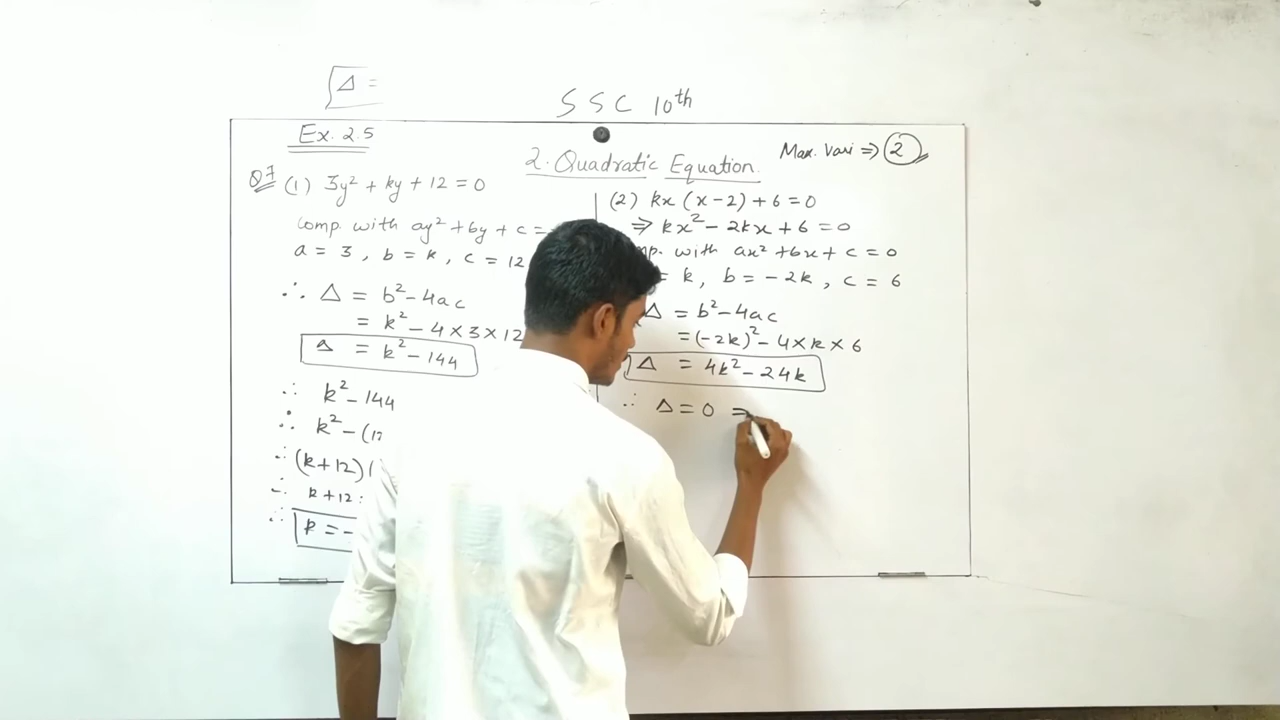 Δ =
SSC 10th
Ex. 2.5
2. Quadratic Equation.
Max. Vari ⇒ 2
Q7 (1) 3y² + ky + 12 = 0
comp. with ay² + by + c =
a = 3, b = k, c = 12
∴ Δ = b² - 4ac
= k² - 4 × 3 × 12
Δ = k² - 144
∴ k² - 144
∴ k² - (12
∴ (k+12)(
∴ k+12
∴ k = -
(2) kx (x-2) + 6 = 0
⇒ kx² - 2kx + 6 = 0
with ax² + bx + c = 0
= k, b = -2k, c = 6
Δ = b² - 4ac
= (-2k)² - 4 × k × 6
Δ = 4k² - 24k
∴ Δ = 0 =